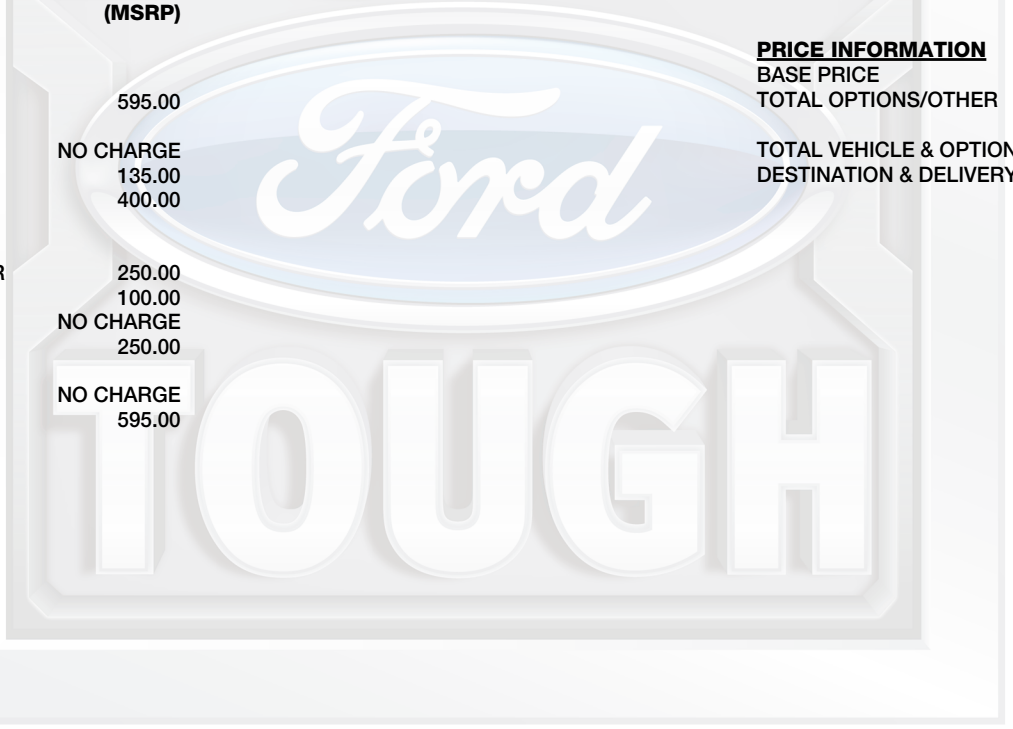 (MSRP)
595.00
NO CHARGE
135.00
400.00
R 250.00
100.00
NO CHARGE
250.00
NO CHARGE
595.00
PRICE INFORMATION
BASE PRICE
TOTAL OPTIONS/OTHER
TOTAL VEHICLE & OPTION
DESTINATION & DELIVERY
Ford
TOUGH